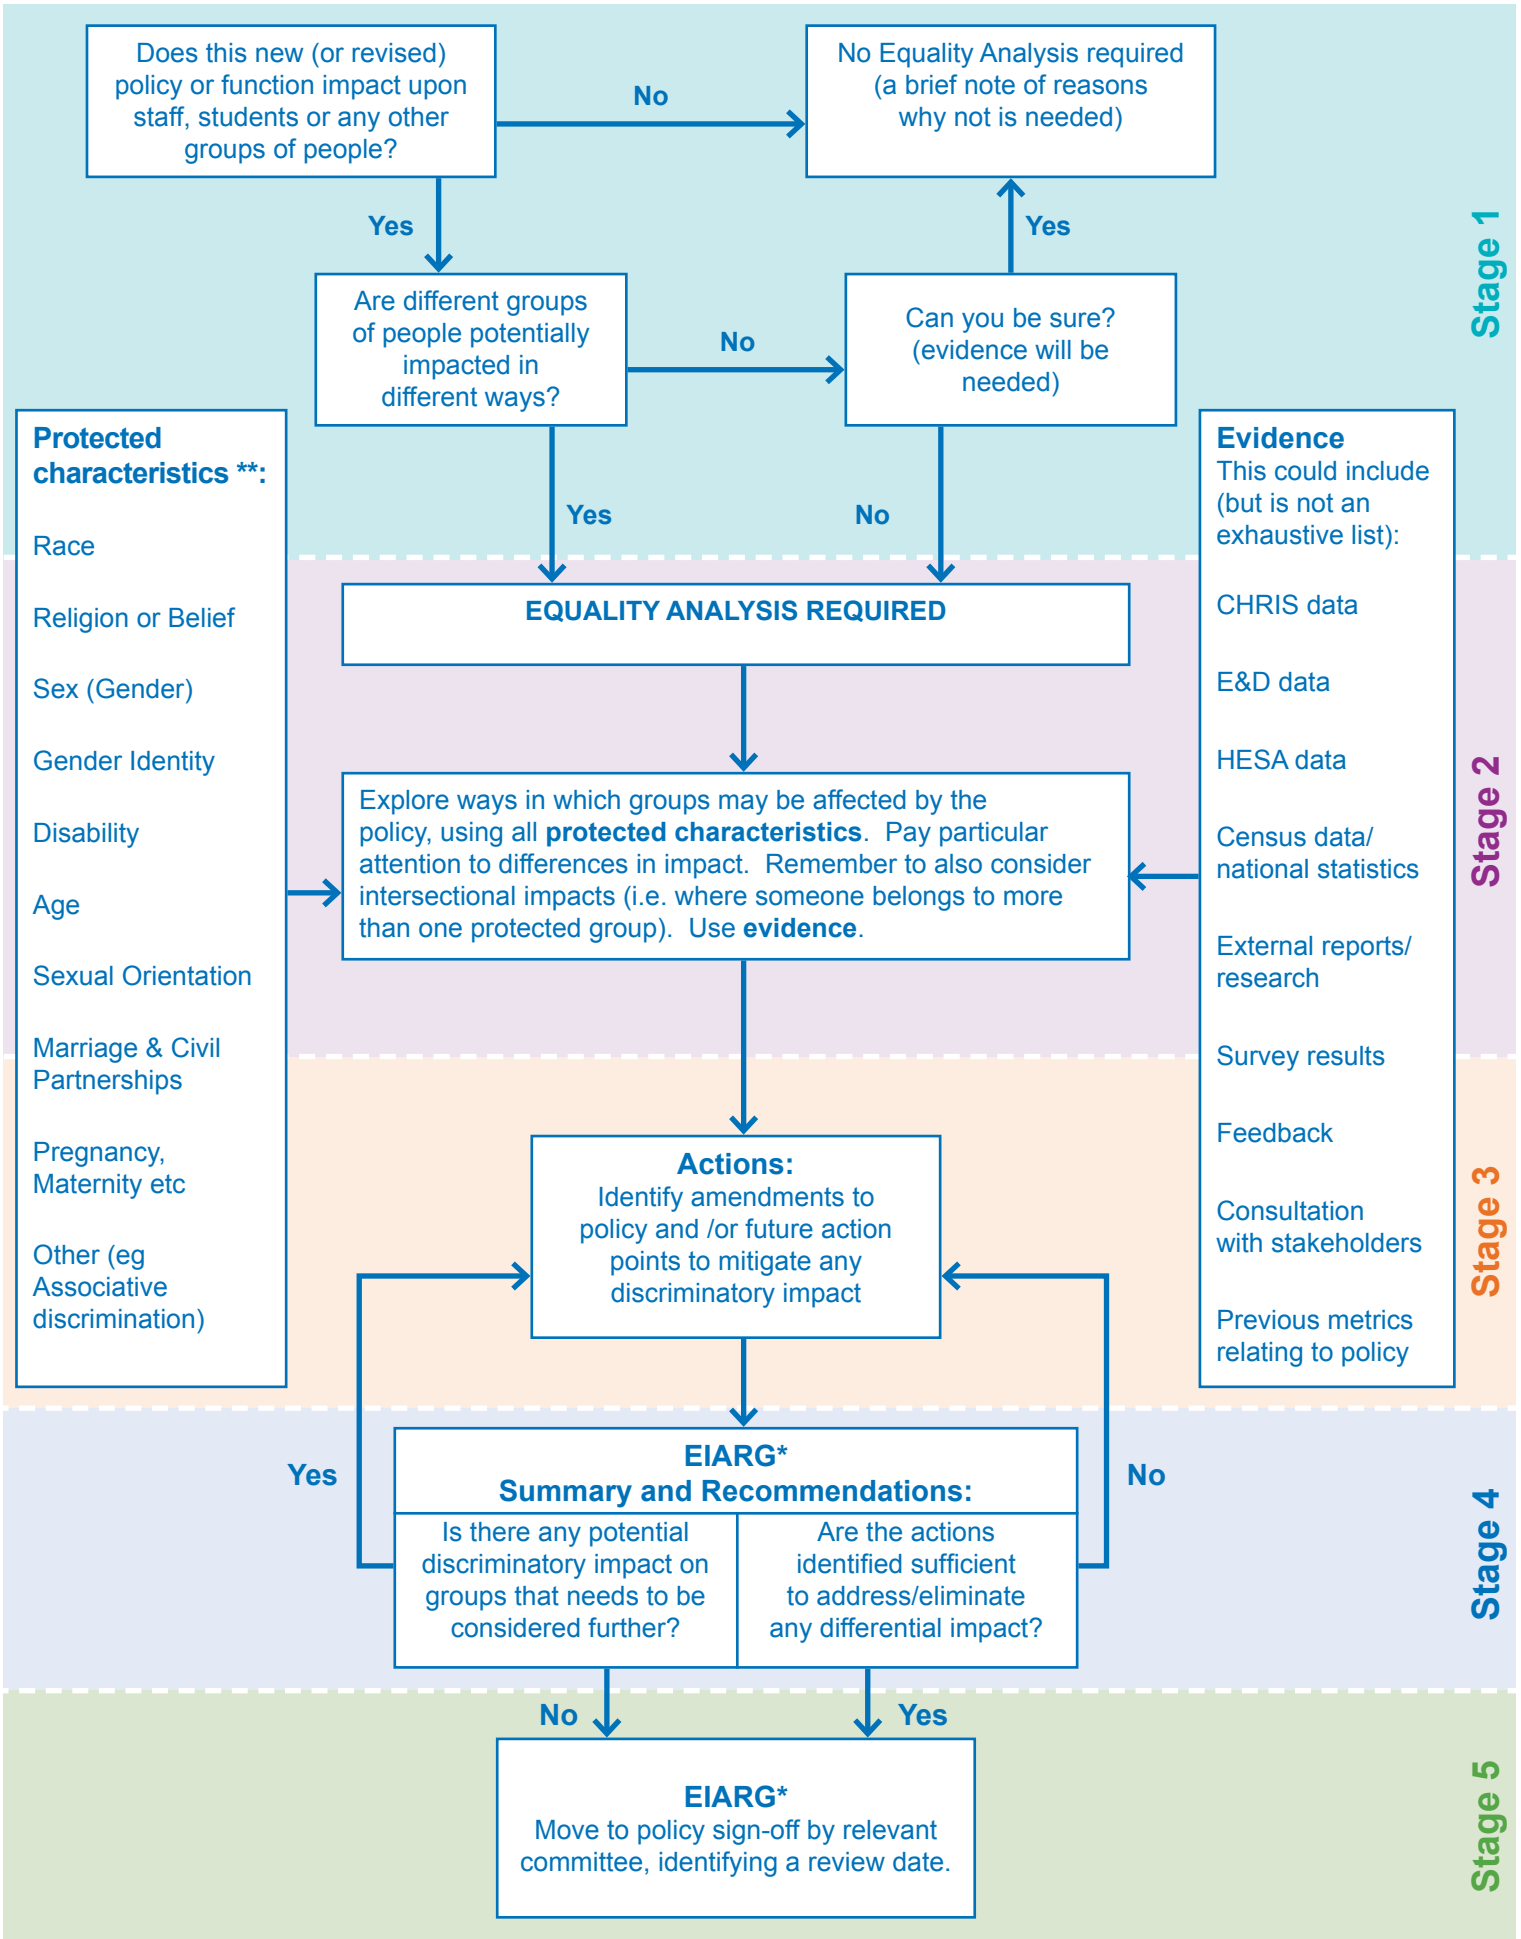 Does this new (or revised)
policy or function impact upon
staff, students or any other
groups of people?
No
No Equality Analysis required
(a brief note of reasons
why not is needed)
Yes
Yes
Stage 1
Are different groups
of people potentially
impacted in
different ways?
No
Can you be sure?
(evidence will be
needed)
Yes
No
Protected
characteristics **:
Race
Religion or Belief
Sex (Gender)
Gender Identity
Disability
Age
Sexual Orientation
Marriage & Civil
Partnerships
Pregnancy,
Maternity etc
Other (eg
Associative
discrimination)
Evidence
This could include
(but is not an
exhaustive list):
CHRIS data
E&D data
HESA data
Census data/
national statistics
External reports/
research
Survey results
Feedback
Consultation
with stakeholders
Previous metrics
relating to policy
EQUALITY ANALYSIS REQUIRED
Stage 2
Explore ways in which groups may be affected by the
policy, using all protected characteristics.  Pay particular
attention to differences in impact.  Remember to also consider
intersectional impacts (i.e. where someone belongs to more
than one protected group).  Use evidence.
Actions:
Identify amendments to
policy and /or future action
points to mitigate any
discriminatory impact
Stage 3
EIARG*
Summary and Recommendations:
Yes
No
Is there any potential
discriminatory impact on
groups that needs to be
considered further?
Are the actions
identified sufficient
to address/eliminate
any differential impact?
Stage 4
No
Yes
EIARG*
Move to policy sign-off by relevant
committee, identifying a review date.
Stage 5